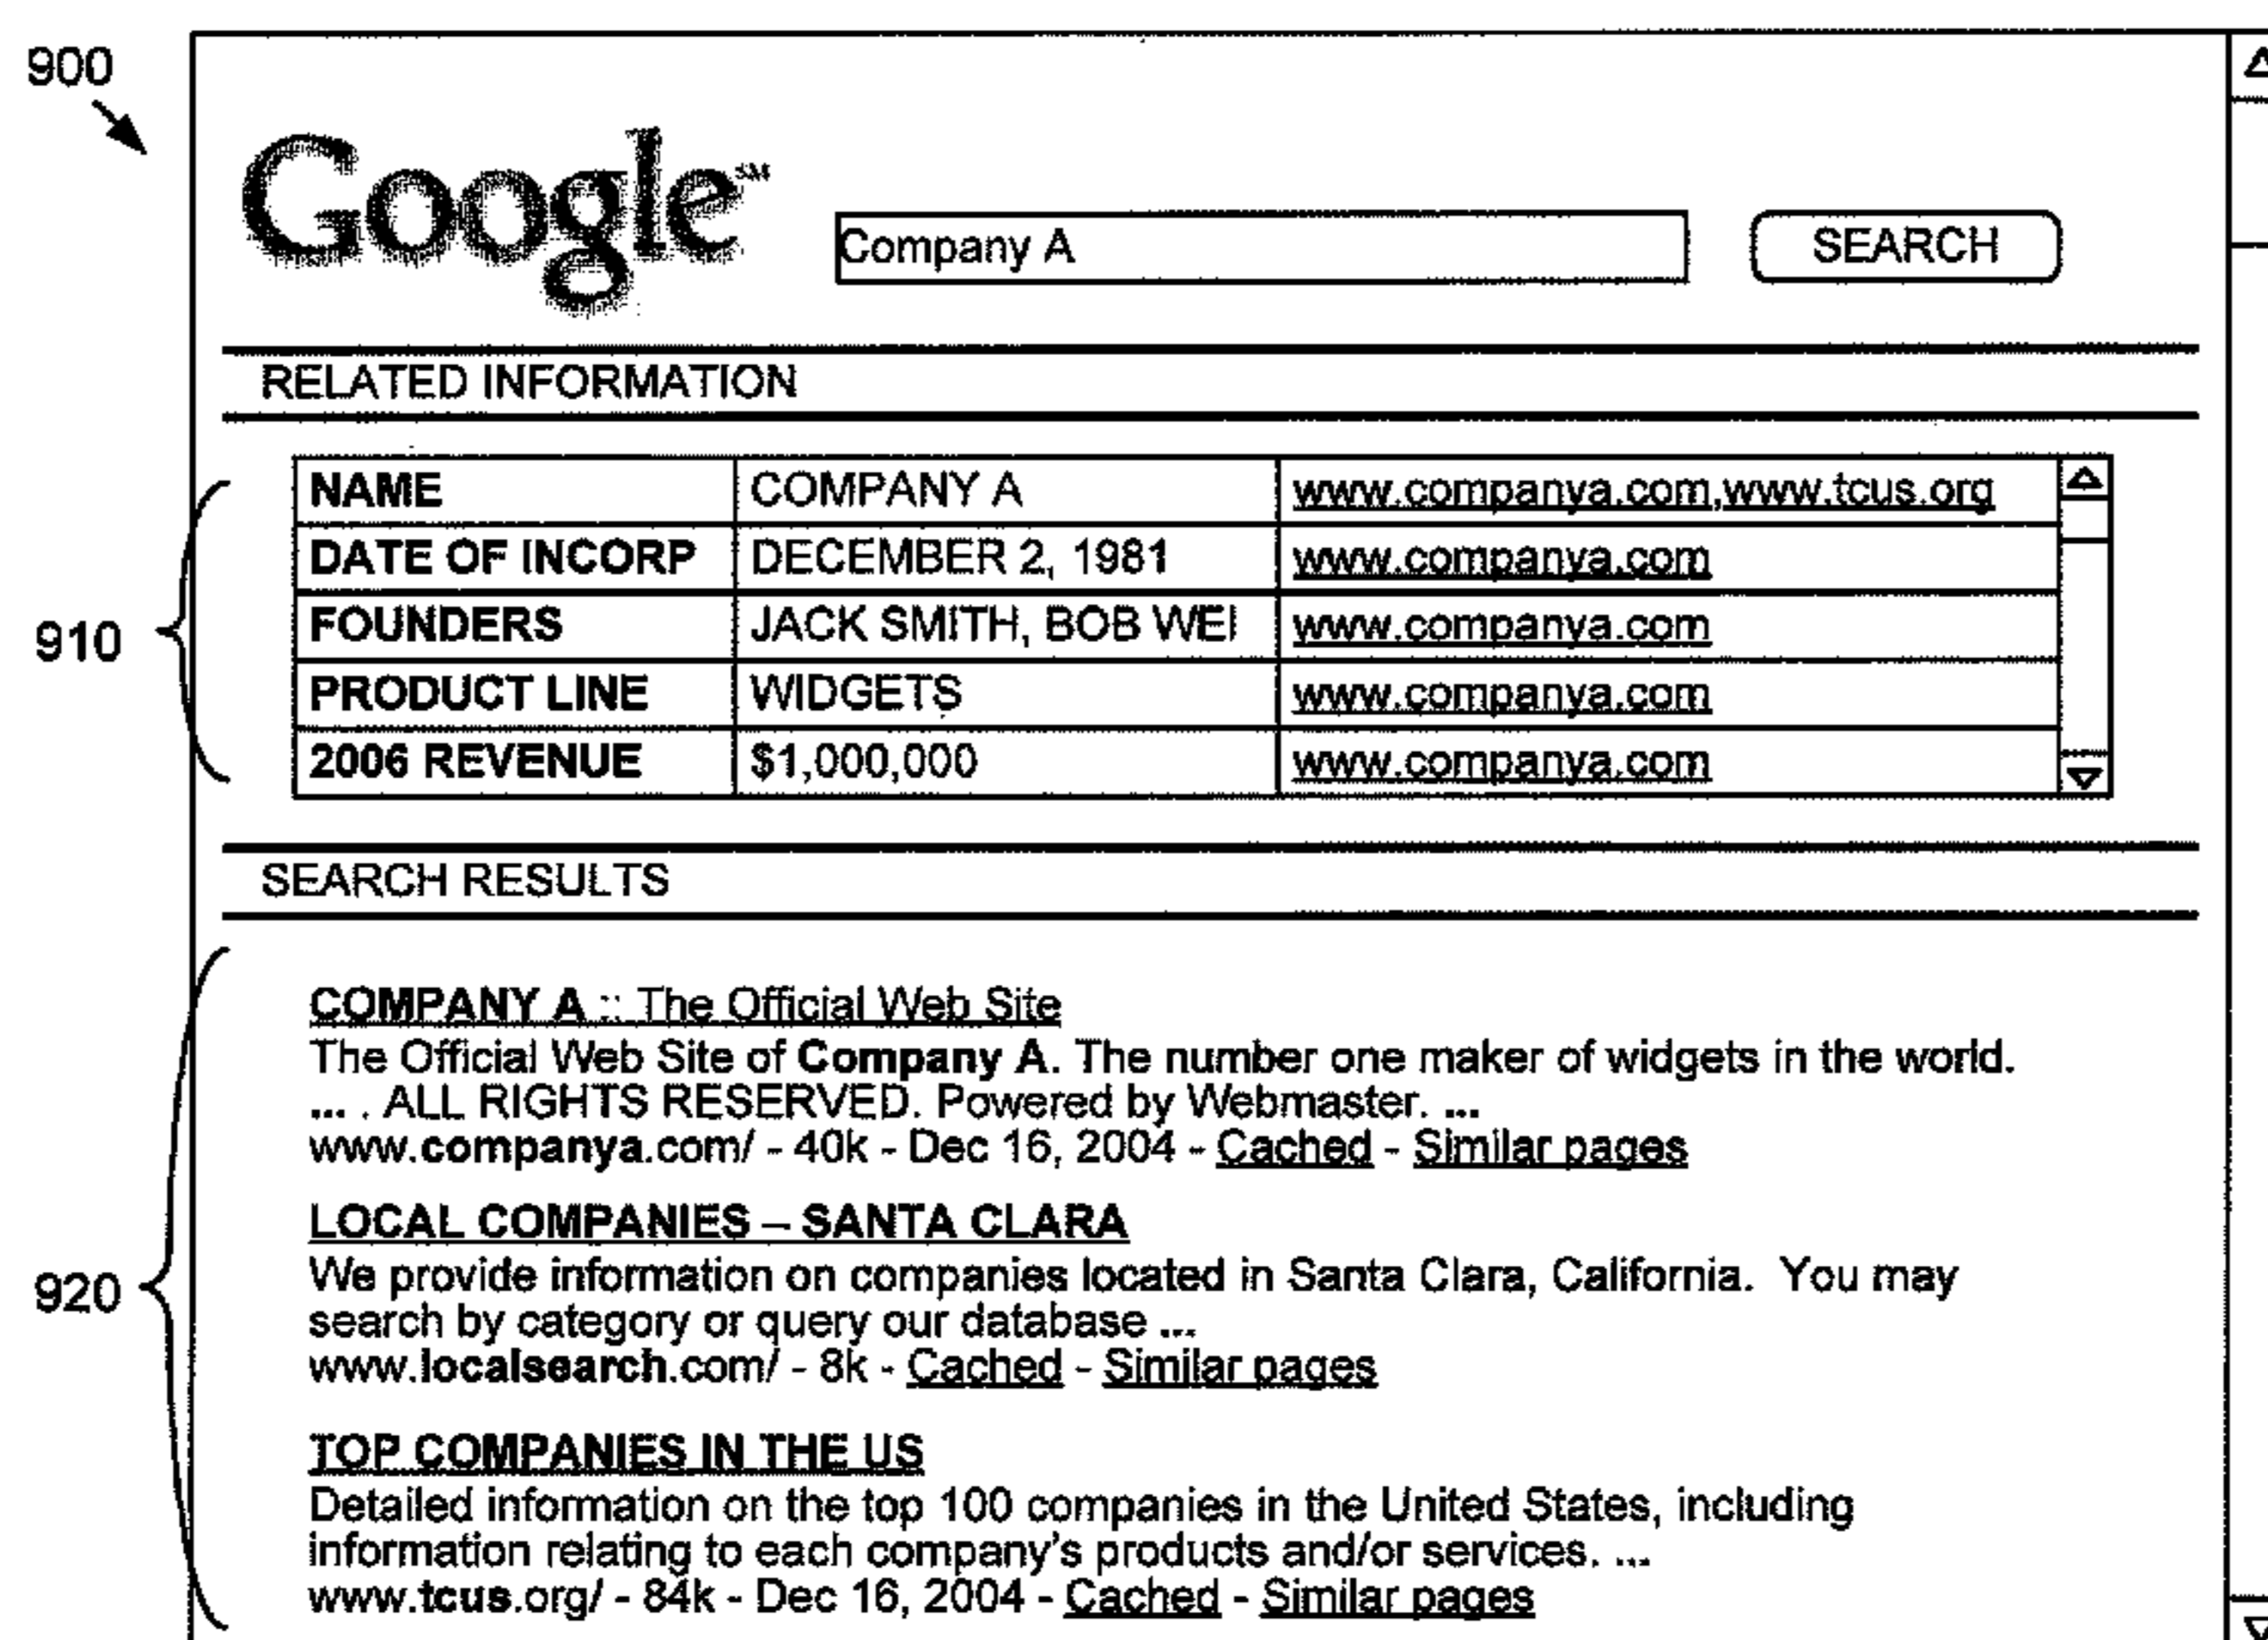 900
Google SM
Company A SEARCH
RELATED INFORMATION
910
NAME COMPANY A www.companya.com,www.tcus.org
DATE OF INCORP DECEMBER 2, 1981 www.companya.com
FOUNDERS JACK SMITH, BOB WEI www.companya.com
PRODUCT LINE WIDGETS www.companya.com
2006 REVENUE $1,000,000 www.companya.com
SEARCH RESULTS
920
COMPANY A :: The Official Web Site
The Official Web Site of Company A. The number one maker of widgets in the world.
... . ALL RIGHTS RESERVED. Powered by Webmaster. ...
www.companya.com/ - 40k - Dec 16, 2004 - Cached - Similar pages
LOCAL COMPANIES – SANTA CLARA
We provide information on companies located in Santa Clara, California. You may
search by category or query our database ...
www.localsearch.com/ - 8k - Cached - Similar pages
TOP COMPANIES IN THE US
Detailed information on the top 100 companies in the United States, including
information relating to each company's products and/or services. ...
www.tcus.org/ - 84k - Dec 16, 2004 - Cached - Similar pages